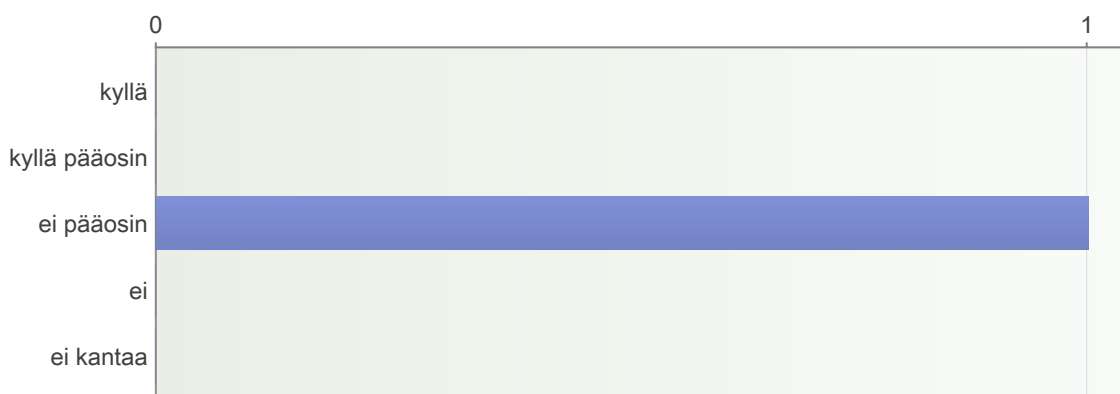 0 1
kyllä
kyllä pääosin
ei pääosin
ei
ei kantaa